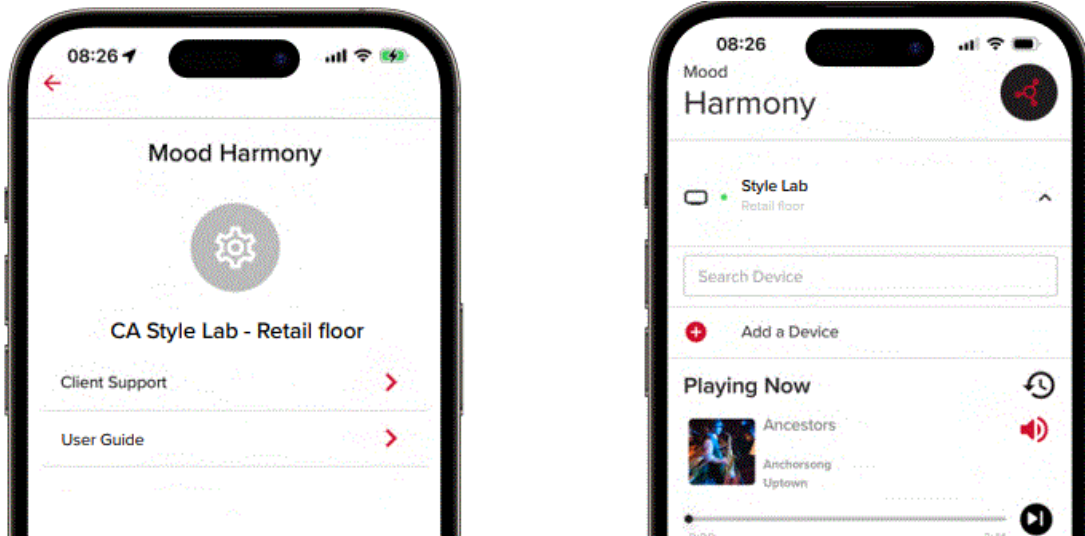 08:26
Mood Harmony
CA Style Lab - Retail floor
Client Support
User Guide
08:26
Mood
Harmony
Style Lab
Retail floor
Search Device
Add a Device
Playing Now
Ancestors
Anchorsong
Uptown